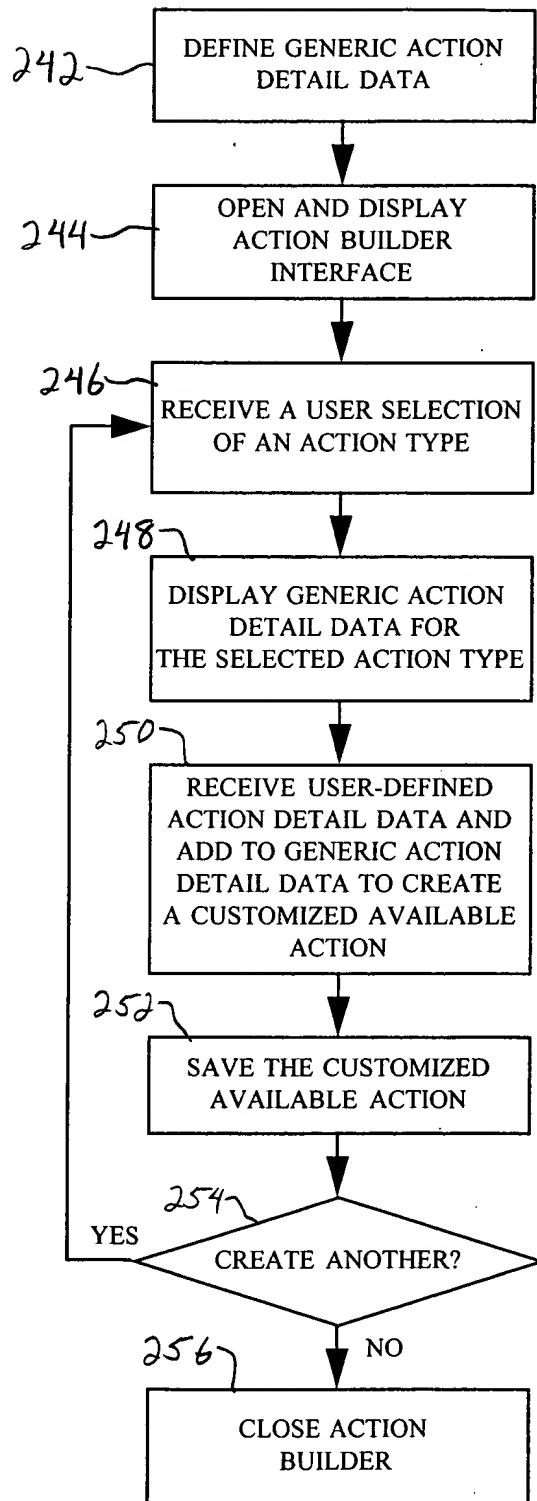 242
DEFINE GENERIC ACTION
DETAIL DATA
244
OPEN AND DISPLAY
ACTION BUILDER
INTERFACE
246
RECEIVE A USER SELECTION
OF AN ACTION TYPE
248
DISPLAY GENERIC ACTION
DETAIL DATA FOR
THE SELECTED ACTION TYPE
250
RECEIVE USER-DEFINED
ACTION DETAIL DATA AND
ADD TO GENERIC ACTION
DETAIL DATA TO CREATE
A CUSTOMIZED AVAILABLE
ACTION
252
SAVE THE CUSTOMIZED
AVAILABLE ACTION
254
YES
CREATE ANOTHER?
NO
256
CLOSE ACTION
BUILDER